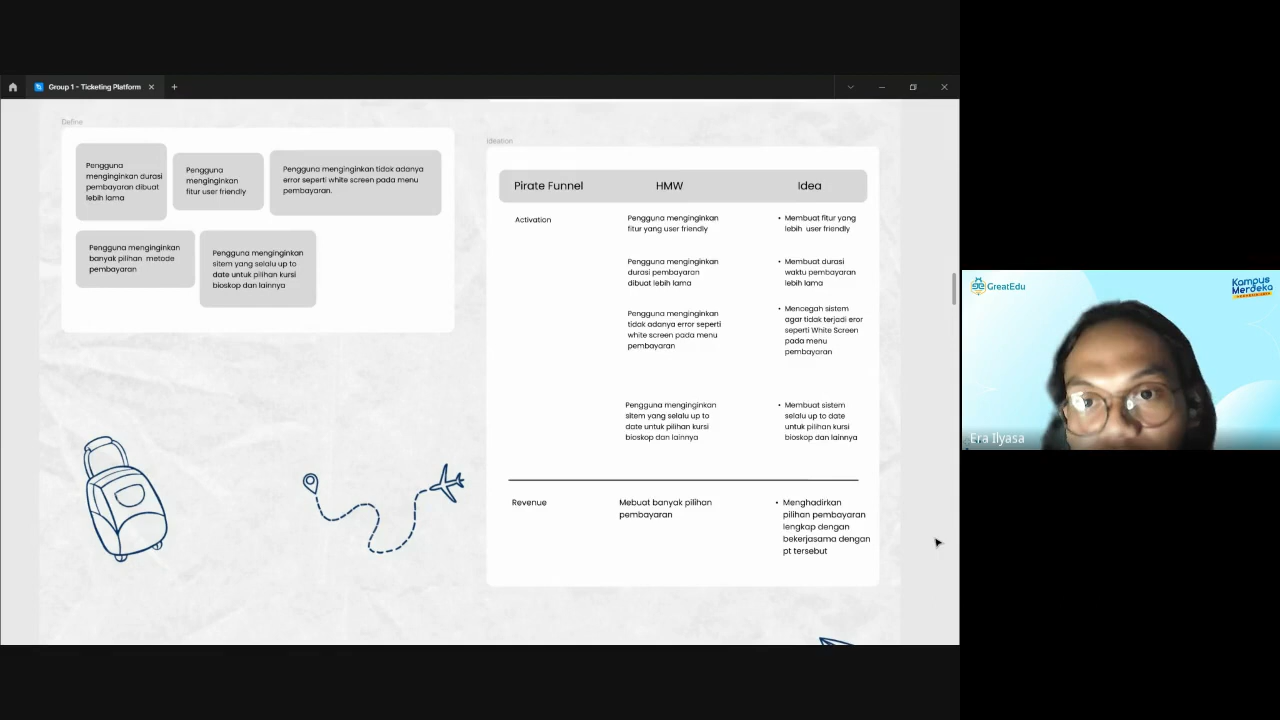 Group 1 - Ticketing Platform
Define
Pengguna
menginginkan durasi
pembayaran dibuat
lebih lama
Pengguna
menginginkan
fitur user friendly
Pengguna menginginkan tidak adanya
error seperti white screen pada menu
pembayaran.
Pengguna menginginkan
banyak pilihan metode
pembayaran
Pengguna menginginkan
sitem yang selalu up to
date untuk pilihan kursi
bioskop dan lainnya
Ideation
Pirate Funnel HMW Idea
Activation
Pengguna menginginkan
fitur yang user friendly
• Membuat fitur yang
lebih user friendly
Pengguna menginginkan
durasi pembayaran
dibuat lebih lama
• Membuat durasi
waktu pembayaran
lebih lama
Pengguna menginginkan
tidak adanya error seperti
white screen pada menu
pembayaran
• Mencegah sistem
agar tidak terjadi eror
seperti White Screen
pada menu
pembayaran
Pengguna menginginkan
sitem yang selalu up to
date untuk pilihan kursi
bioskop dan lainnya
• Membuat sistem
selalu up to date
untuk pilihan kursi
bioskop dan lainnya
Revenue
Mebuat banyak pilihan
pembayaran
• Menghadirkan
pilihan pembayaran
lengkap dengan
bekerjasama dengan
pt tersebut
GreatEdu
Kampus
Merdeka
Era Ilyasa